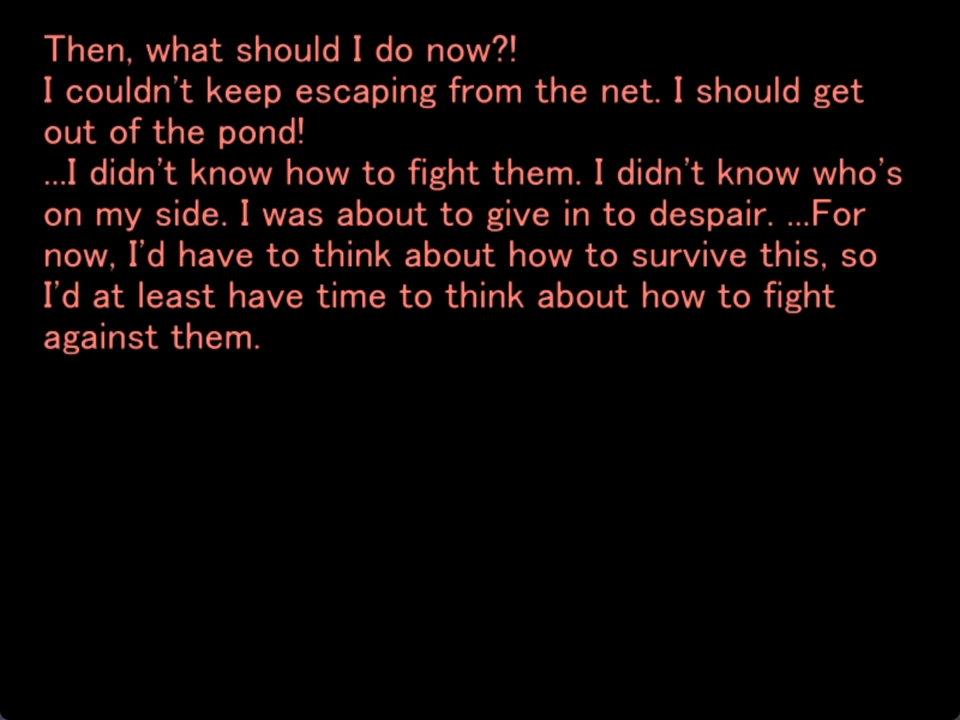 Then, what should I do now?!
I couldn't keep escaping from the net. I should get
out of the pond!
...I didn't know how to fight them. I didn't know who's
on my side. I was about to give in to despair. ...For
now, I'd have to think about how to survive this, so
I'd at least have time to think about how to fight
against them.